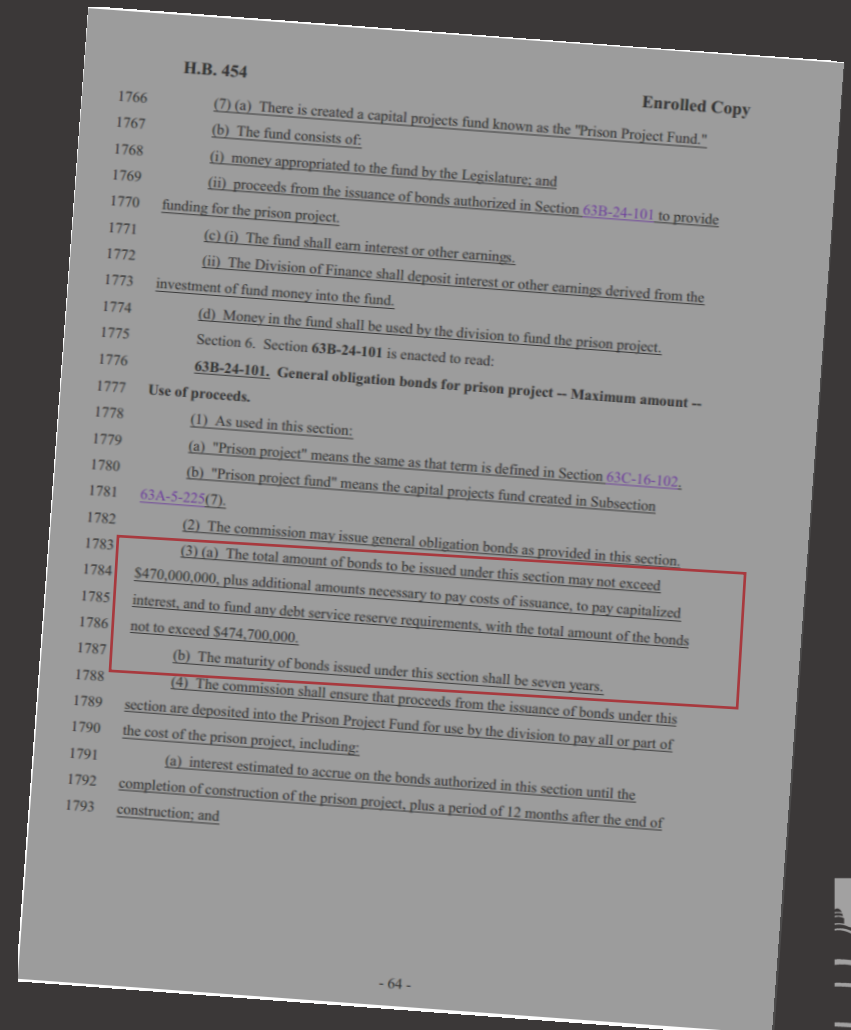 H.B. 454
Enrolled Copy
1766 (7) (a) There is created a capital projects fund known as the "Prison Project Fund."
1767 (b) The fund consists of:
1768 (i) money appropriated to the fund by the Legislature; and
1769 (ii) proceeds from the issuance of bonds authorized in Section 63B-24-101 to provide
1770 funding for the prison project.
1771 (c) (i) The fund shall earn interest or other earnings.
1772 (ii) The Division of Finance shall deposit interest or other earnings derived from the
1773 investment of fund money into the fund.
1774 (d) Money in the fund shall be used by the division to fund the prison project.
1775 Section 6. Section 63B-24-101 is enacted to read:
1776 63B-24-101. General obligation bonds for prison project -- Maximum amount --
1777 Use of proceeds.
1778 (1) As used in this section:
1779 (a) "Prison project" means the same as that term is defined in Section 63C-16-102.
1780 (b) "Prison project fund" means the capital projects fund created in Subsection
1781 63A-5-225(7).
1782 (2) The commission may issue general obligation bonds as provided in this section.
1783 (3) (a) The total amount of bonds to be issued under this section may not exceed
1784 $470,000,000, plus additional amounts necessary to pay costs of issuance, to pay capitalized
1785 interest, and to fund any debt service reserve requirements, with the total amount of the bonds
1786 not to exceed $474,700,000.
1787 (b) The maturity of bonds issued under this section shall be seven years.
1788 (4) The commission shall ensure that proceeds from the issuance of bonds under this
1789 section are deposited into the Prison Project Fund for use by the division to pay all or part of
1790 the cost of the prison project, including:
1791 (a) interest estimated to accrue on the bonds authorized in this section until the
1792 completion of construction of the prison project, plus a period of 12 months after the end of
1793 construction; and
- 64 -